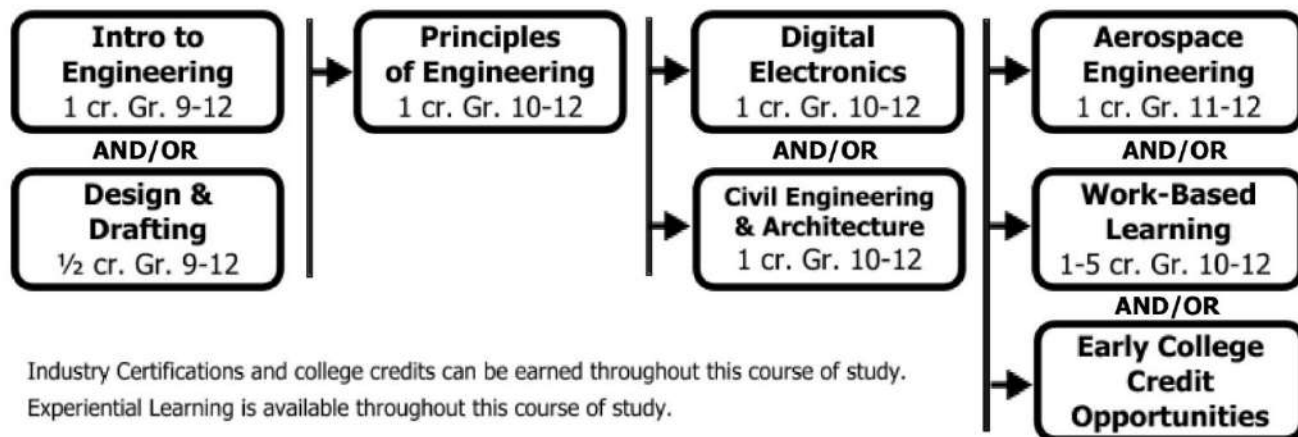 Intro to
Engineering
1 cr. Gr. 9-12
AND/OR
Design &
Drafting
½ cr. Gr. 9-12
Principles
of Engineering
1 cr. Gr. 10-12
Digital
Electronics
1 cr. Gr. 10-12
AND/OR
Civil Engineering
& Architecture
1 cr. Gr. 10-12
Aerospace
Engineering
1 cr. Gr. 11-12
AND/OR
Work-Based
Learning
1-5 cr. Gr. 10-12
AND/OR
Early College
Credit
Opportunities
Industry Certifications and college credits can be earned throughout this course of study.
Experiential Learning is available throughout this course of study.